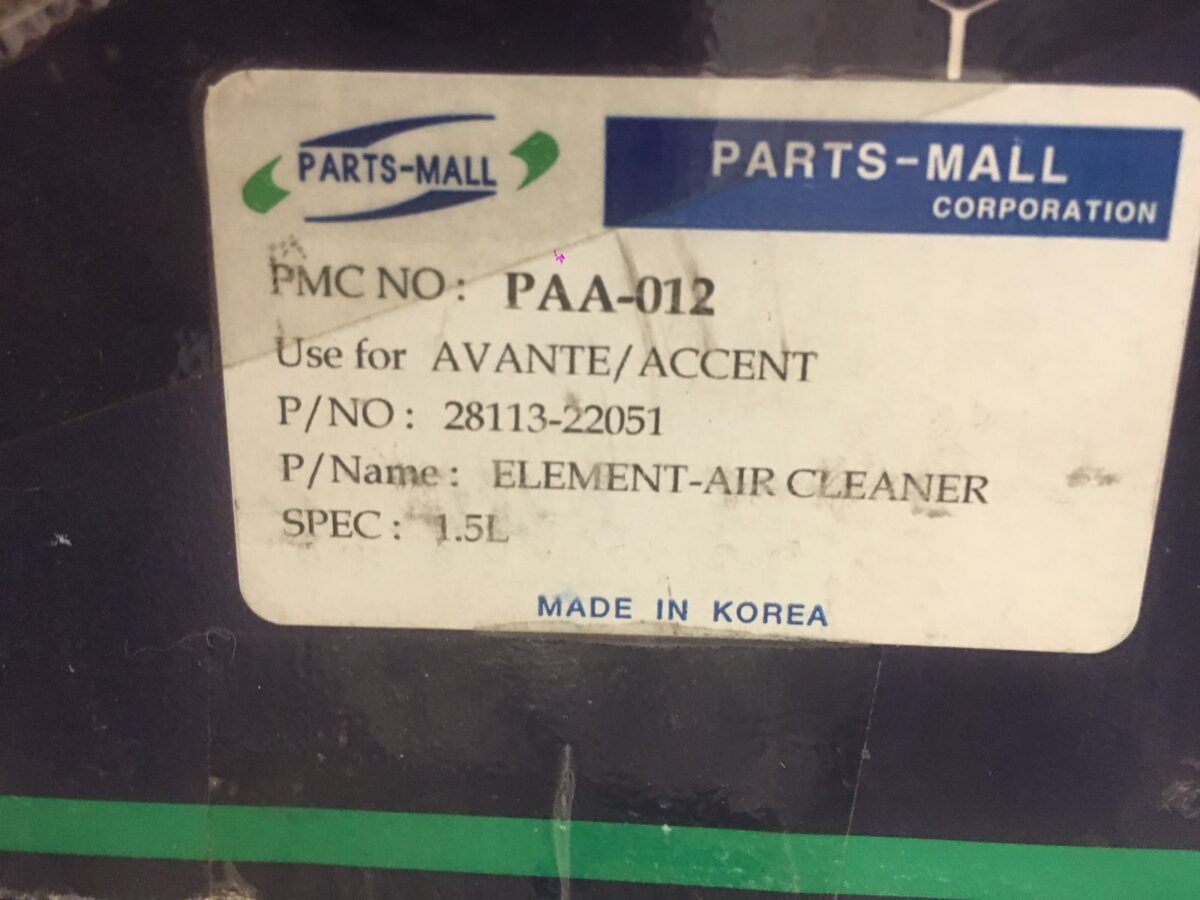 PARTS-MALL
PARTS-MALL
CORPORATION
PMC NO: PAA-012
Use for AVANTE/ACCENT
P/NO: 28113-22051
P/Name: ELEMENT-AIR CLEANER
SPEC: 1.5L
MADE IN KOREA